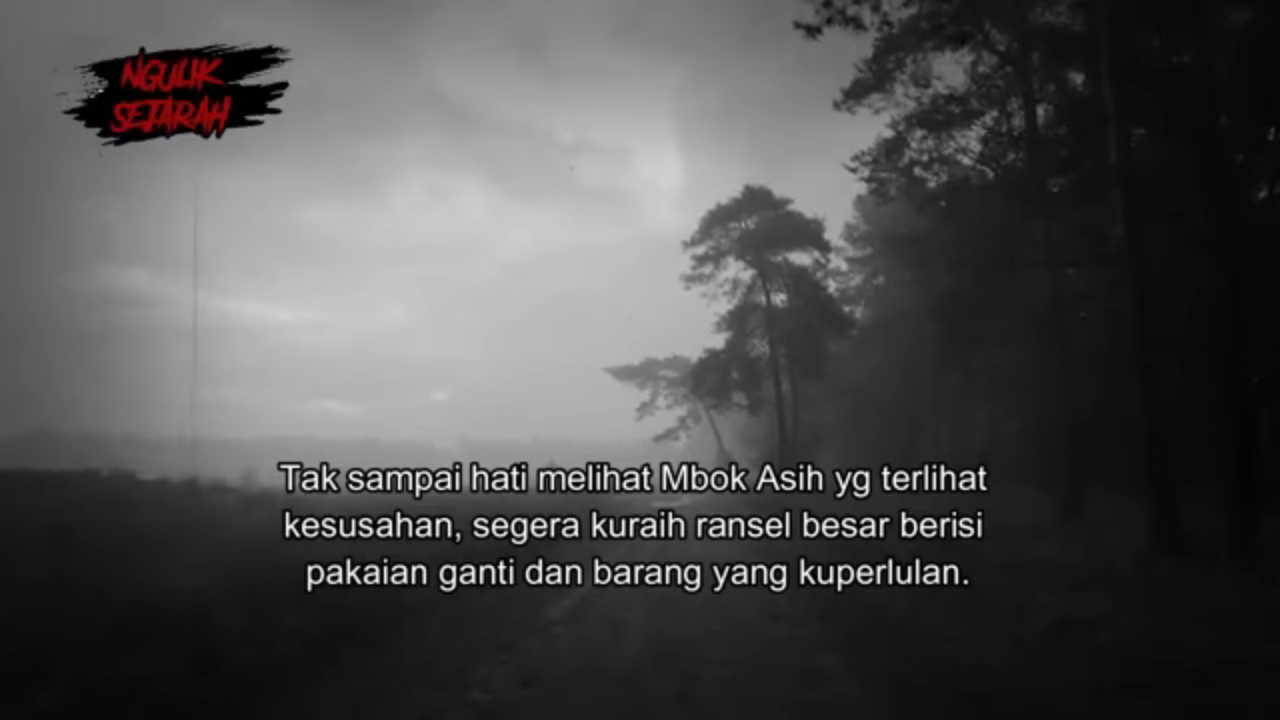 NGULIK
SEJARAH
Tak sampai hati melihat Mbok Asih yg terlihat
kesusahan, segera kuraih ransel besar berisi
pakaian ganti dan barang yang kuperlulan.